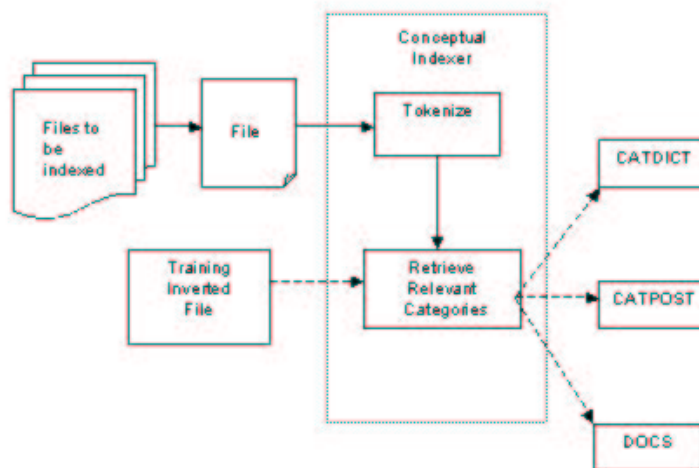 Conceptual
Indexer
Files to
be
indexed
File
Tokenize
CATDICT
Training
Inverted
File
Retrieve
Relevant
Categories
CATPOST
DOCS